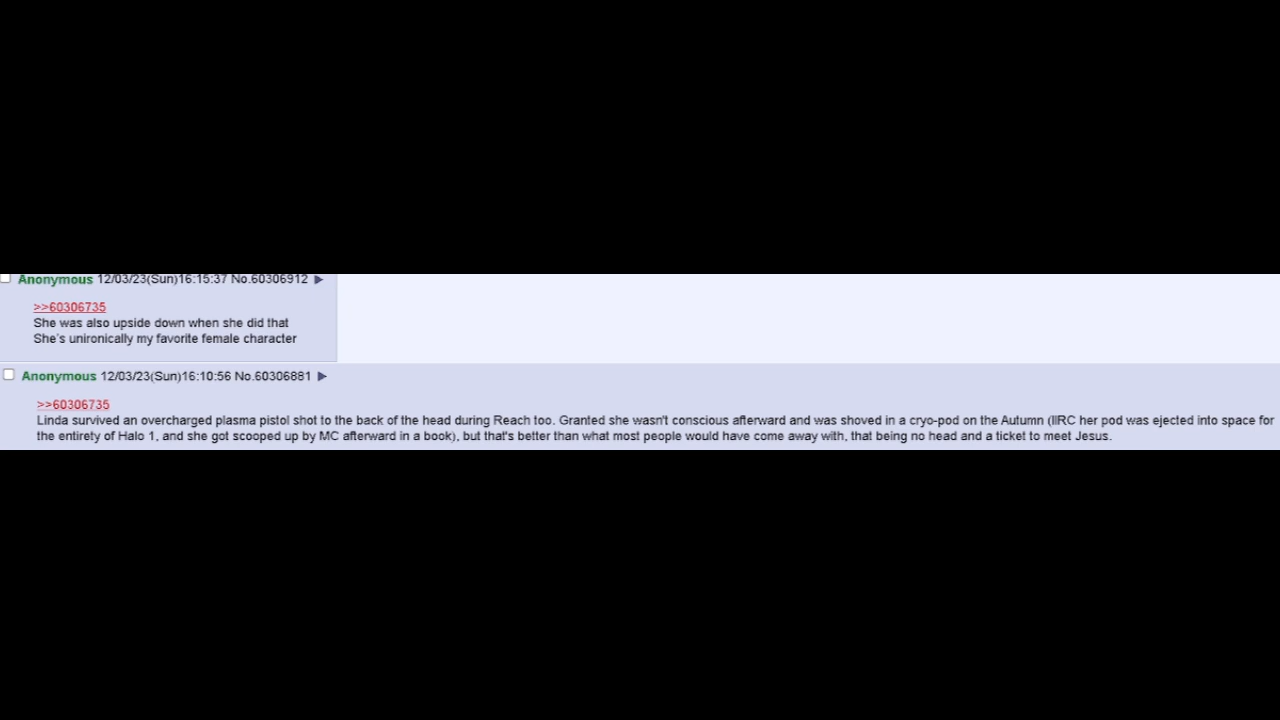 Anonymous 12/03/23(Sun)16:15:37 No.60306912 ▶
>>60306735
She was also upside down when she did that
She's unironically my favorite female character
Anonymous 12/03/23(Sun)16:10:56 No.60306881 ▶
>>60306735
Linda survived an overcharged plasma pistol shot to the back of the head during Reach too. Granted she wasn't conscious afterward and was shoved in a cryo-pod on the Autumn (IIRC her pod was ejected into space for
the entirety of Halo 1, and she got scooped up by MC afterward in a book), but that's better than what most people would have come away with, that being no head and a ticket to meet Jesus.